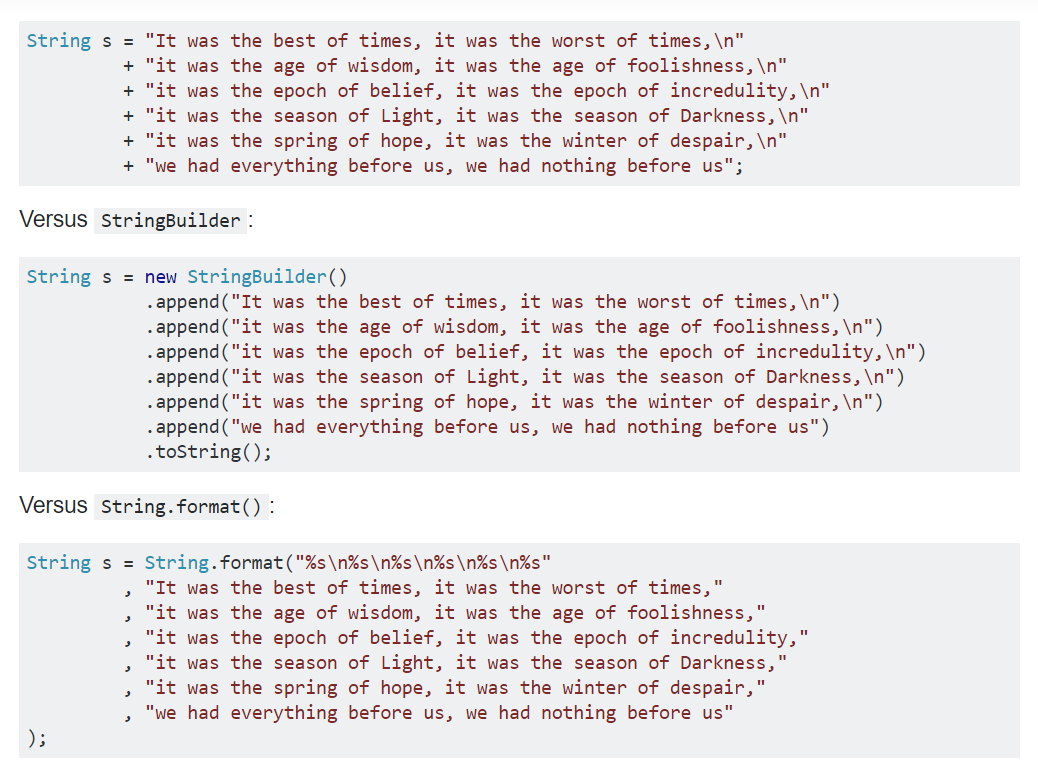 String s = "It was the best of times, it was the worst of times,\n"
         + "it was the age of wisdom, it was the age of foolishness,\n"
         + "it was the epoch of belief, it was the epoch of incredulity,\n"
         + "it was the season of Light, it was the season of Darkness,\n"
         + "it was the spring of hope, it was the winter of despair,\n"
         + "we had everything before us, we had nothing before us";
Versus StringBuilder:
String s = new StringBuilder()
           .append("It was the best of times, it was the worst of times,\n")
           .append("it was the age of wisdom, it was the age of foolishness,\n")
           .append("it was the epoch of belief, it was the epoch of incredulity,\n")
           .append("it was the season of Light, it was the season of Darkness,\n")
           .append("it was the spring of hope, it was the winter of despair,\n")
           .append("we had everything before us, we had nothing before us")
           .toString();
Versus String.format():
String s = String.format("%s\n%s\n%s\n%s\n%s\n%s"
         , "It was the best of times, it was the worst of times,"
         , "it was the age of wisdom, it was the age of foolishness,"
         , "it was the epoch of belief, it was the epoch of incredulity,"
         , "it was the season of Light, it was the season of Darkness,"
         , "it was the spring of hope, it was the winter of despair,"
         , "we had everything before us, we had nothing before us"
);